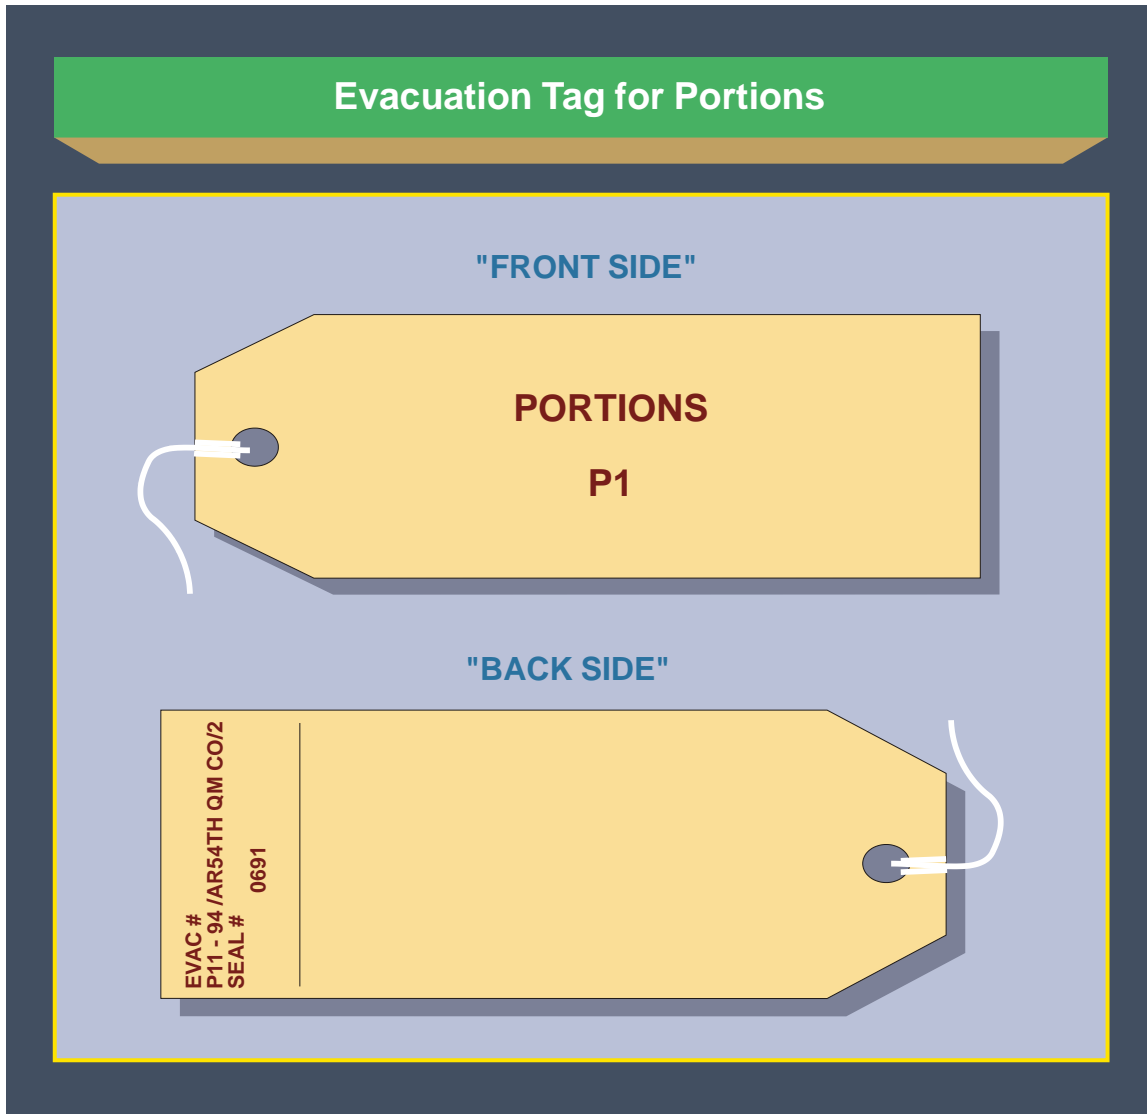 Evacuation Tag for Portions
"FRONT SIDE"
PORTIONS
P1
"BACK SIDE"
EVAC #
P11 - 94 /AR54TH QM CO/2
SEAL #
0691